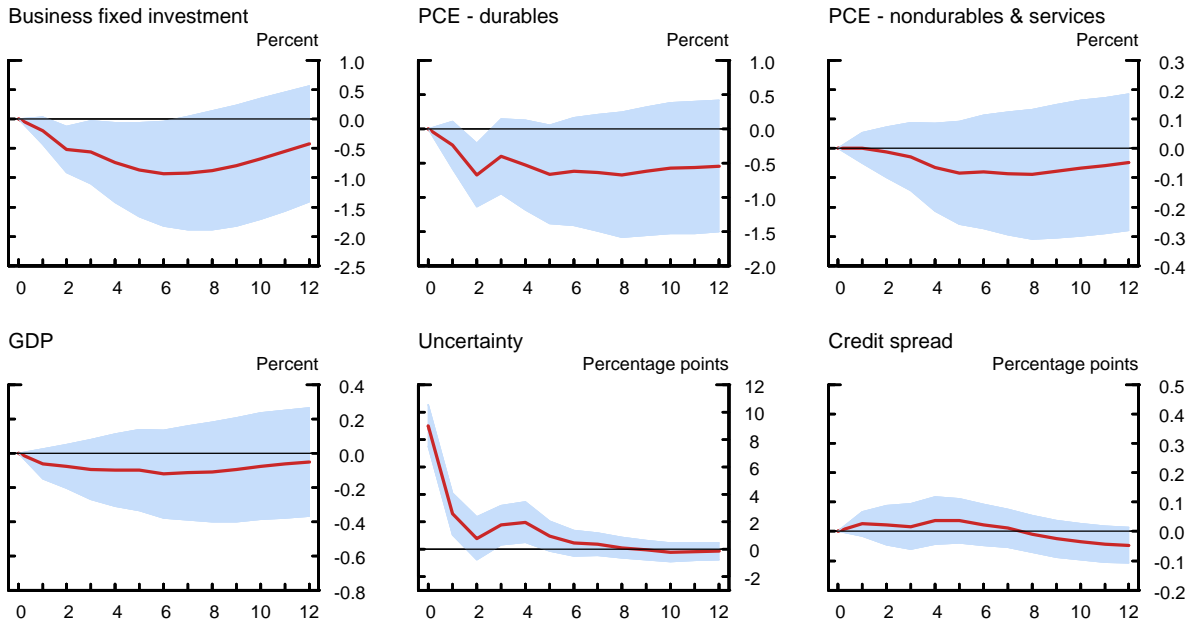 Business fixed investment
Percent
1.0
0.5
0.0
-0.5
-1.0
-1.5
-2.0
-2.5
0 2 4 6 8 10 12
PCE - durables
Percent
1.0
0.5
0.0
-0.5
-1.0
-1.5
-2.0
0 2 4 6 8 10 12
PCE - nondurables & services
Percent
0.3
0.2
0.1
0.0
-0.1
-0.2
-0.3
-0.4
0 2 4 6 8 10 12
GDP
Percent
0.4
0.2
0.0
-0.2
-0.4
-0.6
-0.8
0 2 4 6 8 10 12
Uncertainty
Percentage points
12
10
8
6
4
2
0
-2
0 2 4 6 8 10 12
Credit spread
Percentage points
0.5
0.4
0.3
0.2
0.1
0.0
-0.1
-0.2
0 2 4 6 8 10 12